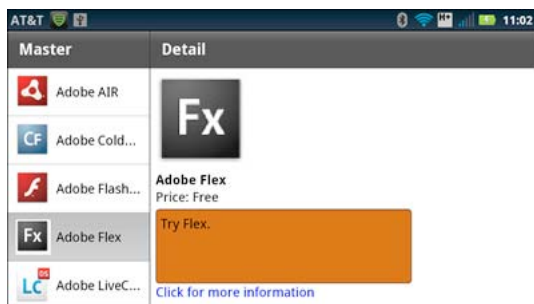 AT&T
H+
11:02
Master
Detail
Adobe AIR
CF
Adobe Cold...
Adobe Flash...
Fx
Adobe Flex
Lc
OS
Adobe LiveC...
Fx
Adobe Flex
Price: Free
Try Flex.
Click for more information